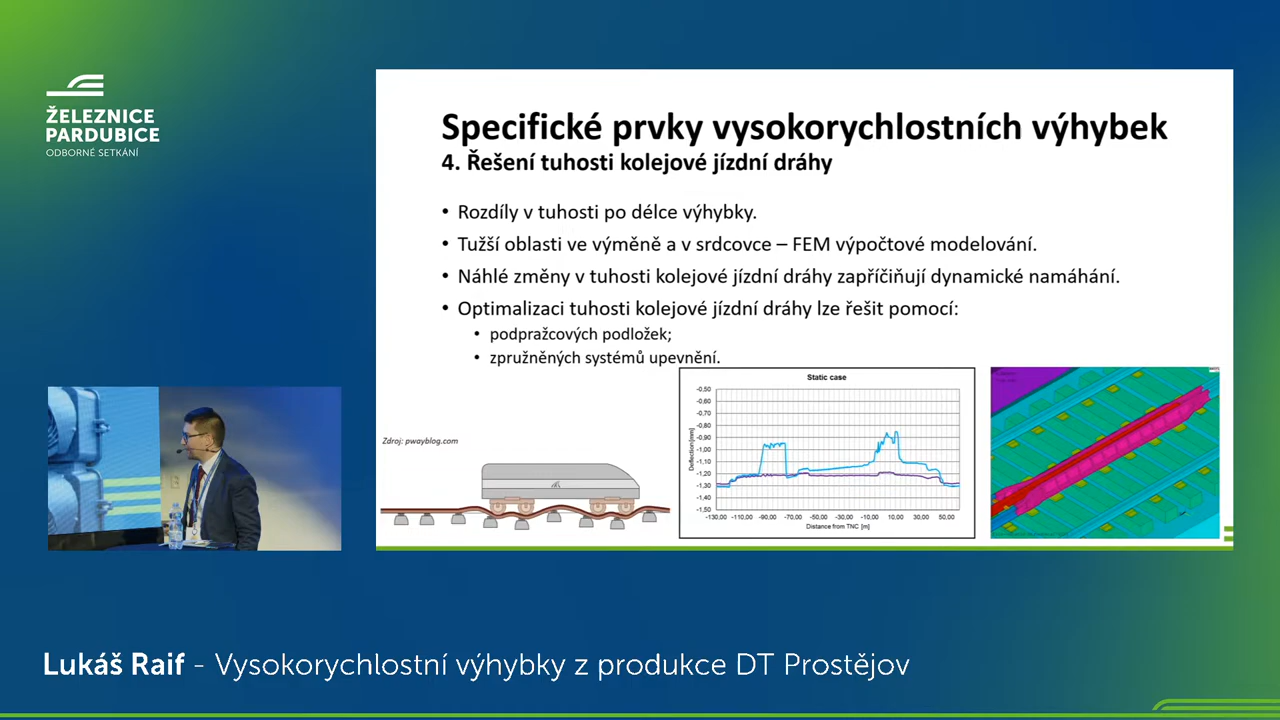 ŽELEZNICE
PARDUBICE
ODBORNÉ SETKÁNÍ
Specifické prvky vysokorychlostních výhybek
4. Řešení tuhosti kolejové jízdní dráhy
• Rozdíly v tuhosti po délce výhybky.
• Tužší oblasti ve výměně a v srdcovce – FEM výpočtové modelování.
• Náhlé změny v tuhosti kolejové jízdní dráhy zapříčiňují dynamické namáhání.
• Optimalizaci tuhosti kolejové jízdní dráhy lze řešit pomocí:
• podpražcových podložek;
• zpružněných systémů upevnění.
Zdroj: pwayblog.com
Static case
Deflection [mm]
-0,50
-0,60
-0,70
-0,80
-0,90
-1,00
-1,10
-1,20
-1,30
-1,40
-1,50
-130,00 -110,00 -90,00 -70,00 -50,00 -30,00 -10,00 10,00 30,00 50,00
Distance from TNC [m]
Lukáš Raif - Vysokorychlostní výhybky z produkce DT Prostějov